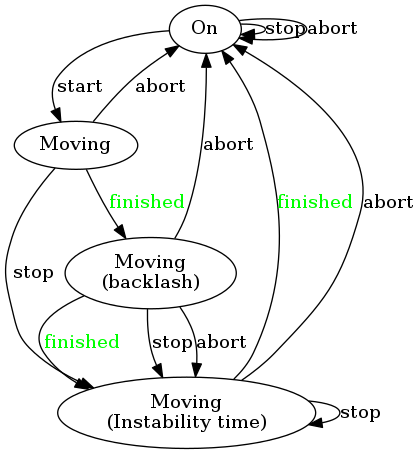 On
stop
abort
start
abort
Moving
abort
finished
finished
abort
Moving
(backlash)
stop
finished
stop
abort
Moving
(Instability time)
stop